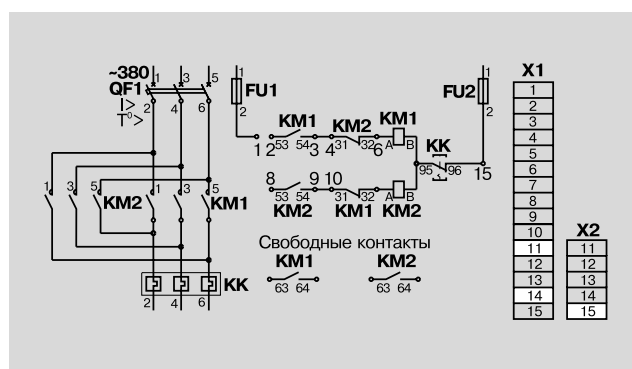 ~380
QF1
I>
T⁰>
1 3 5
2 4 6
1
FU1
2
1
FU2
2
KM1 KM2 KM1
1 2 53 54 3 4 31 32 6 A B
KK
95 96 15
8 53 54 9 10 31 32 A B
KM2 KM1 KM2
1 3 5 KM2 1 3 5 KM1
Свободные контакты
KM1 KM2
63 64 63 64
KK
2 4 6
X1
1
2
3
4
5
6
7
8
9
10
11
12
13
14
15
X2
11
12
13
14
15